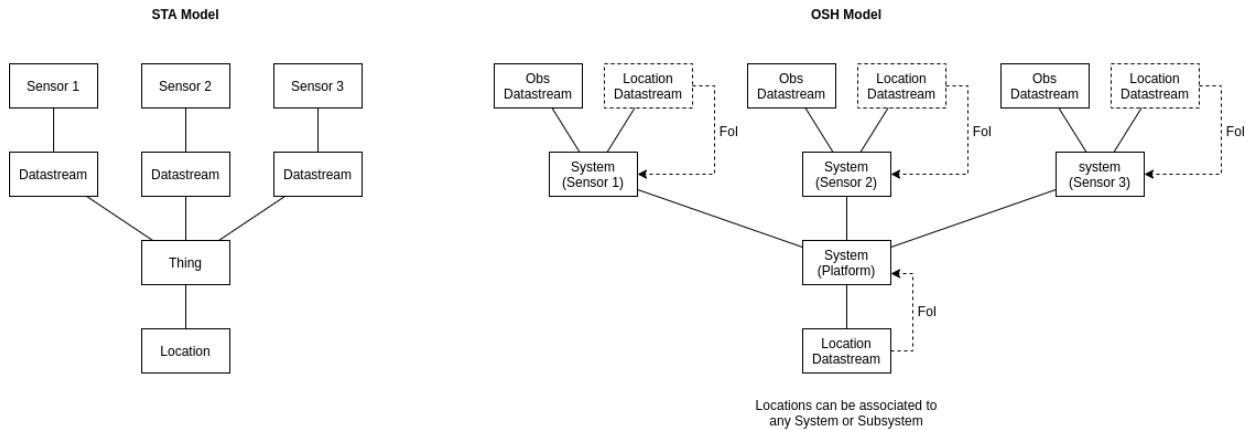 STA Model
OSH Model
Sensor 1
Sensor 2
Sensor 3
Obs
Datastream
Location
Datastream
Obs
Datastream
Location
Datastream
Obs
Datastream
Location
Datastream
FoI
FoI
FoI
Datastream
Datastream
Datastream
System
(Sensor 1)
System
(Sensor 2)
system
(Sensor 3)
Thing
System
(Platform)
FoI
Location
Location
Datastream
Locations can be associated to
any System or Subsystem